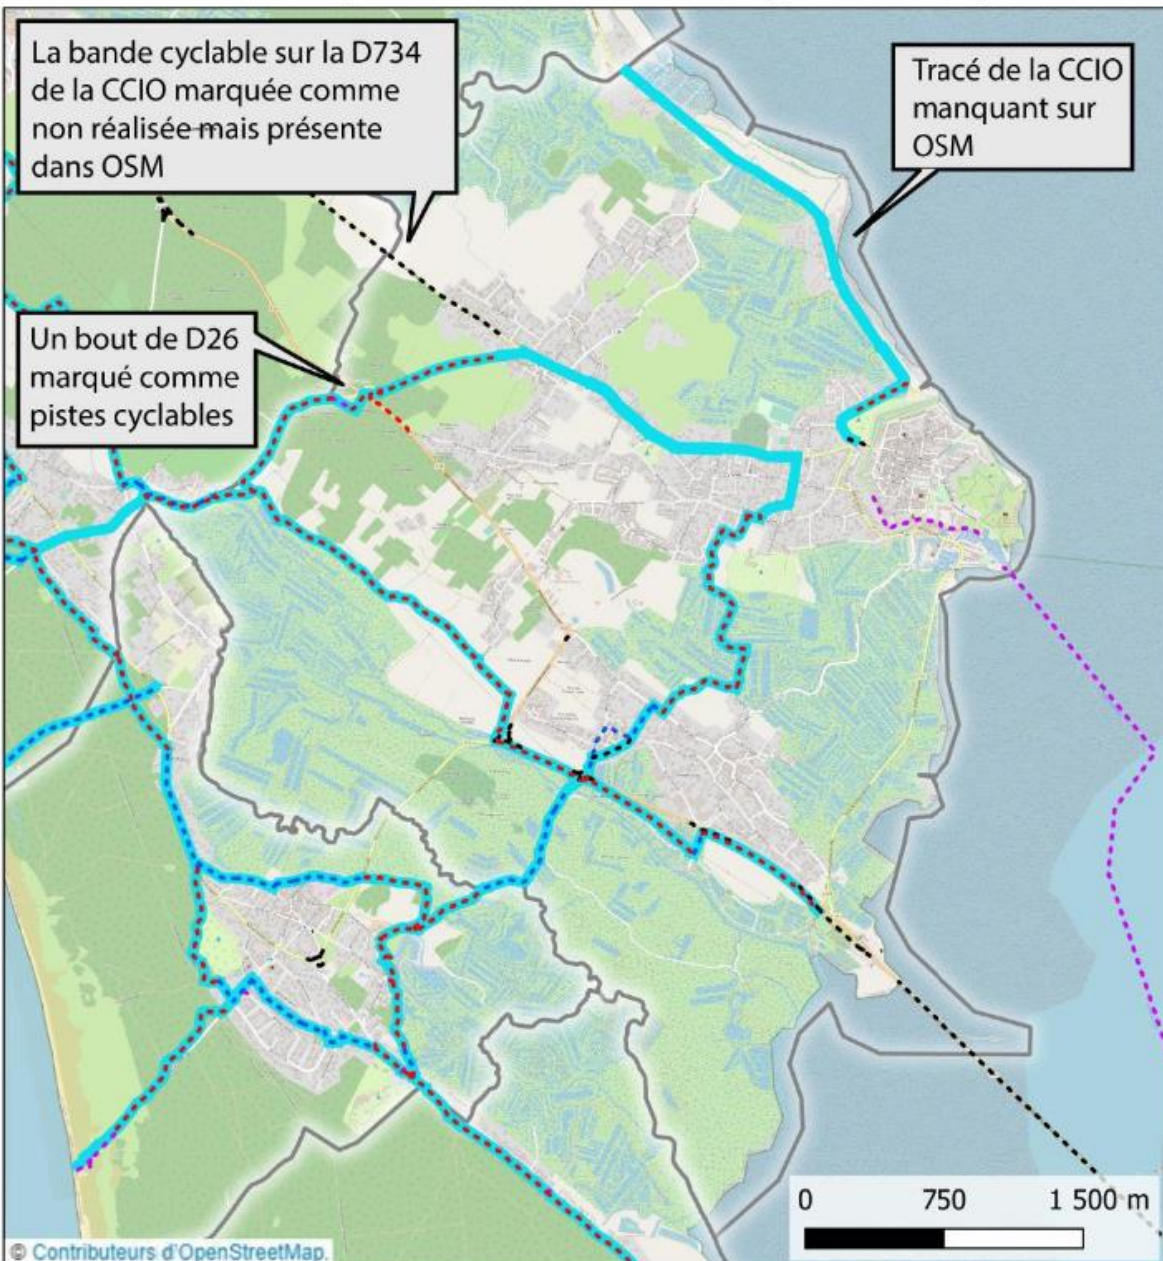 La bande cyclable sur la D734
de la CCIO marquée comme
non réalisée mais présente
dans OSM
Tracé de la CCIO
manquant sur
OSM
Un bout de D26
marqué comme
pistes cyclables
0 750 1 500 m
© Contributeurs d'OpenStreetMap.